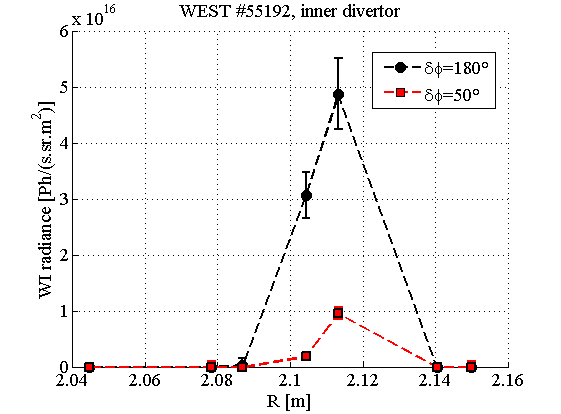 WEST #55192, inner divertor
x 10^16
6
5
4
3
2
1
0
WI radiance [Ph/(s.sr.m²)]
δϕ=180°
δϕ=50°
2.04 2.06 2.08 2.1 2.12 2.14 2.16
R [m]